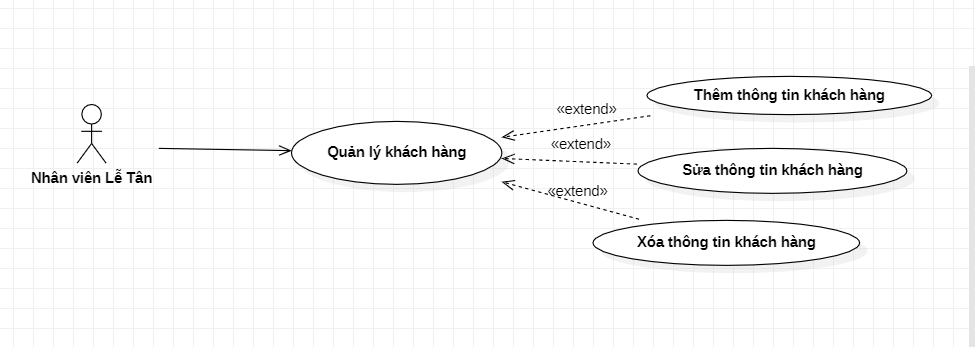 Nhân viên Lễ Tân
Quản lý khách hàng
«extend»
Thêm thông tin khách hàng
«extend»
Sửa thông tin khách hàng
«extend»
Xóa thông tin khách hàng